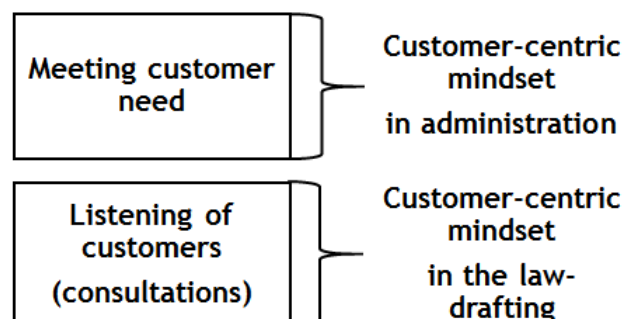 Meeting customer
need
Customer-centric
mindset
in administration
Listening of
customers
(consultations)
Customer-centric
mindset
in the law-
drafting